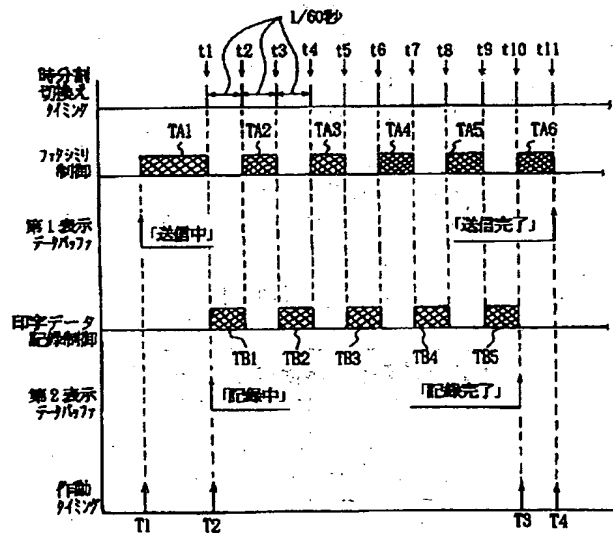 1/60秒
t1 t2 t3 t4 t5 t6 t7 t8 t9 t10 t11
時分割
切換え
タイミング
TA1 TA2 TA3 TA4 TA5 TA6
ファクシミリ
制御
第1表示
データバッファ
「送信中」
「送信完了」
印字データ
記録制御
TB1 TB2 TB3 TB4 TB5
第2表示
データバッファ
「記録中」
「記録完了」
作動
タイミング
T1 T2 T3 T4